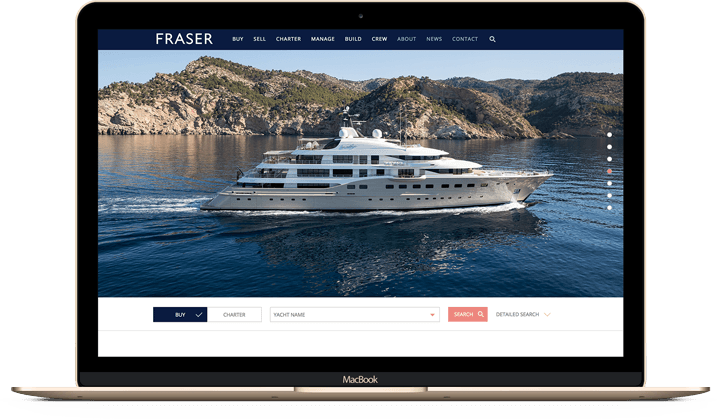 FRASER BUY SELL CHARTER MANAGE BUILD CREW ABOUT NEWS CONTACT
BUY CHARTER YACHT NAME SEARCH DETAILED SEARCH
MacBook